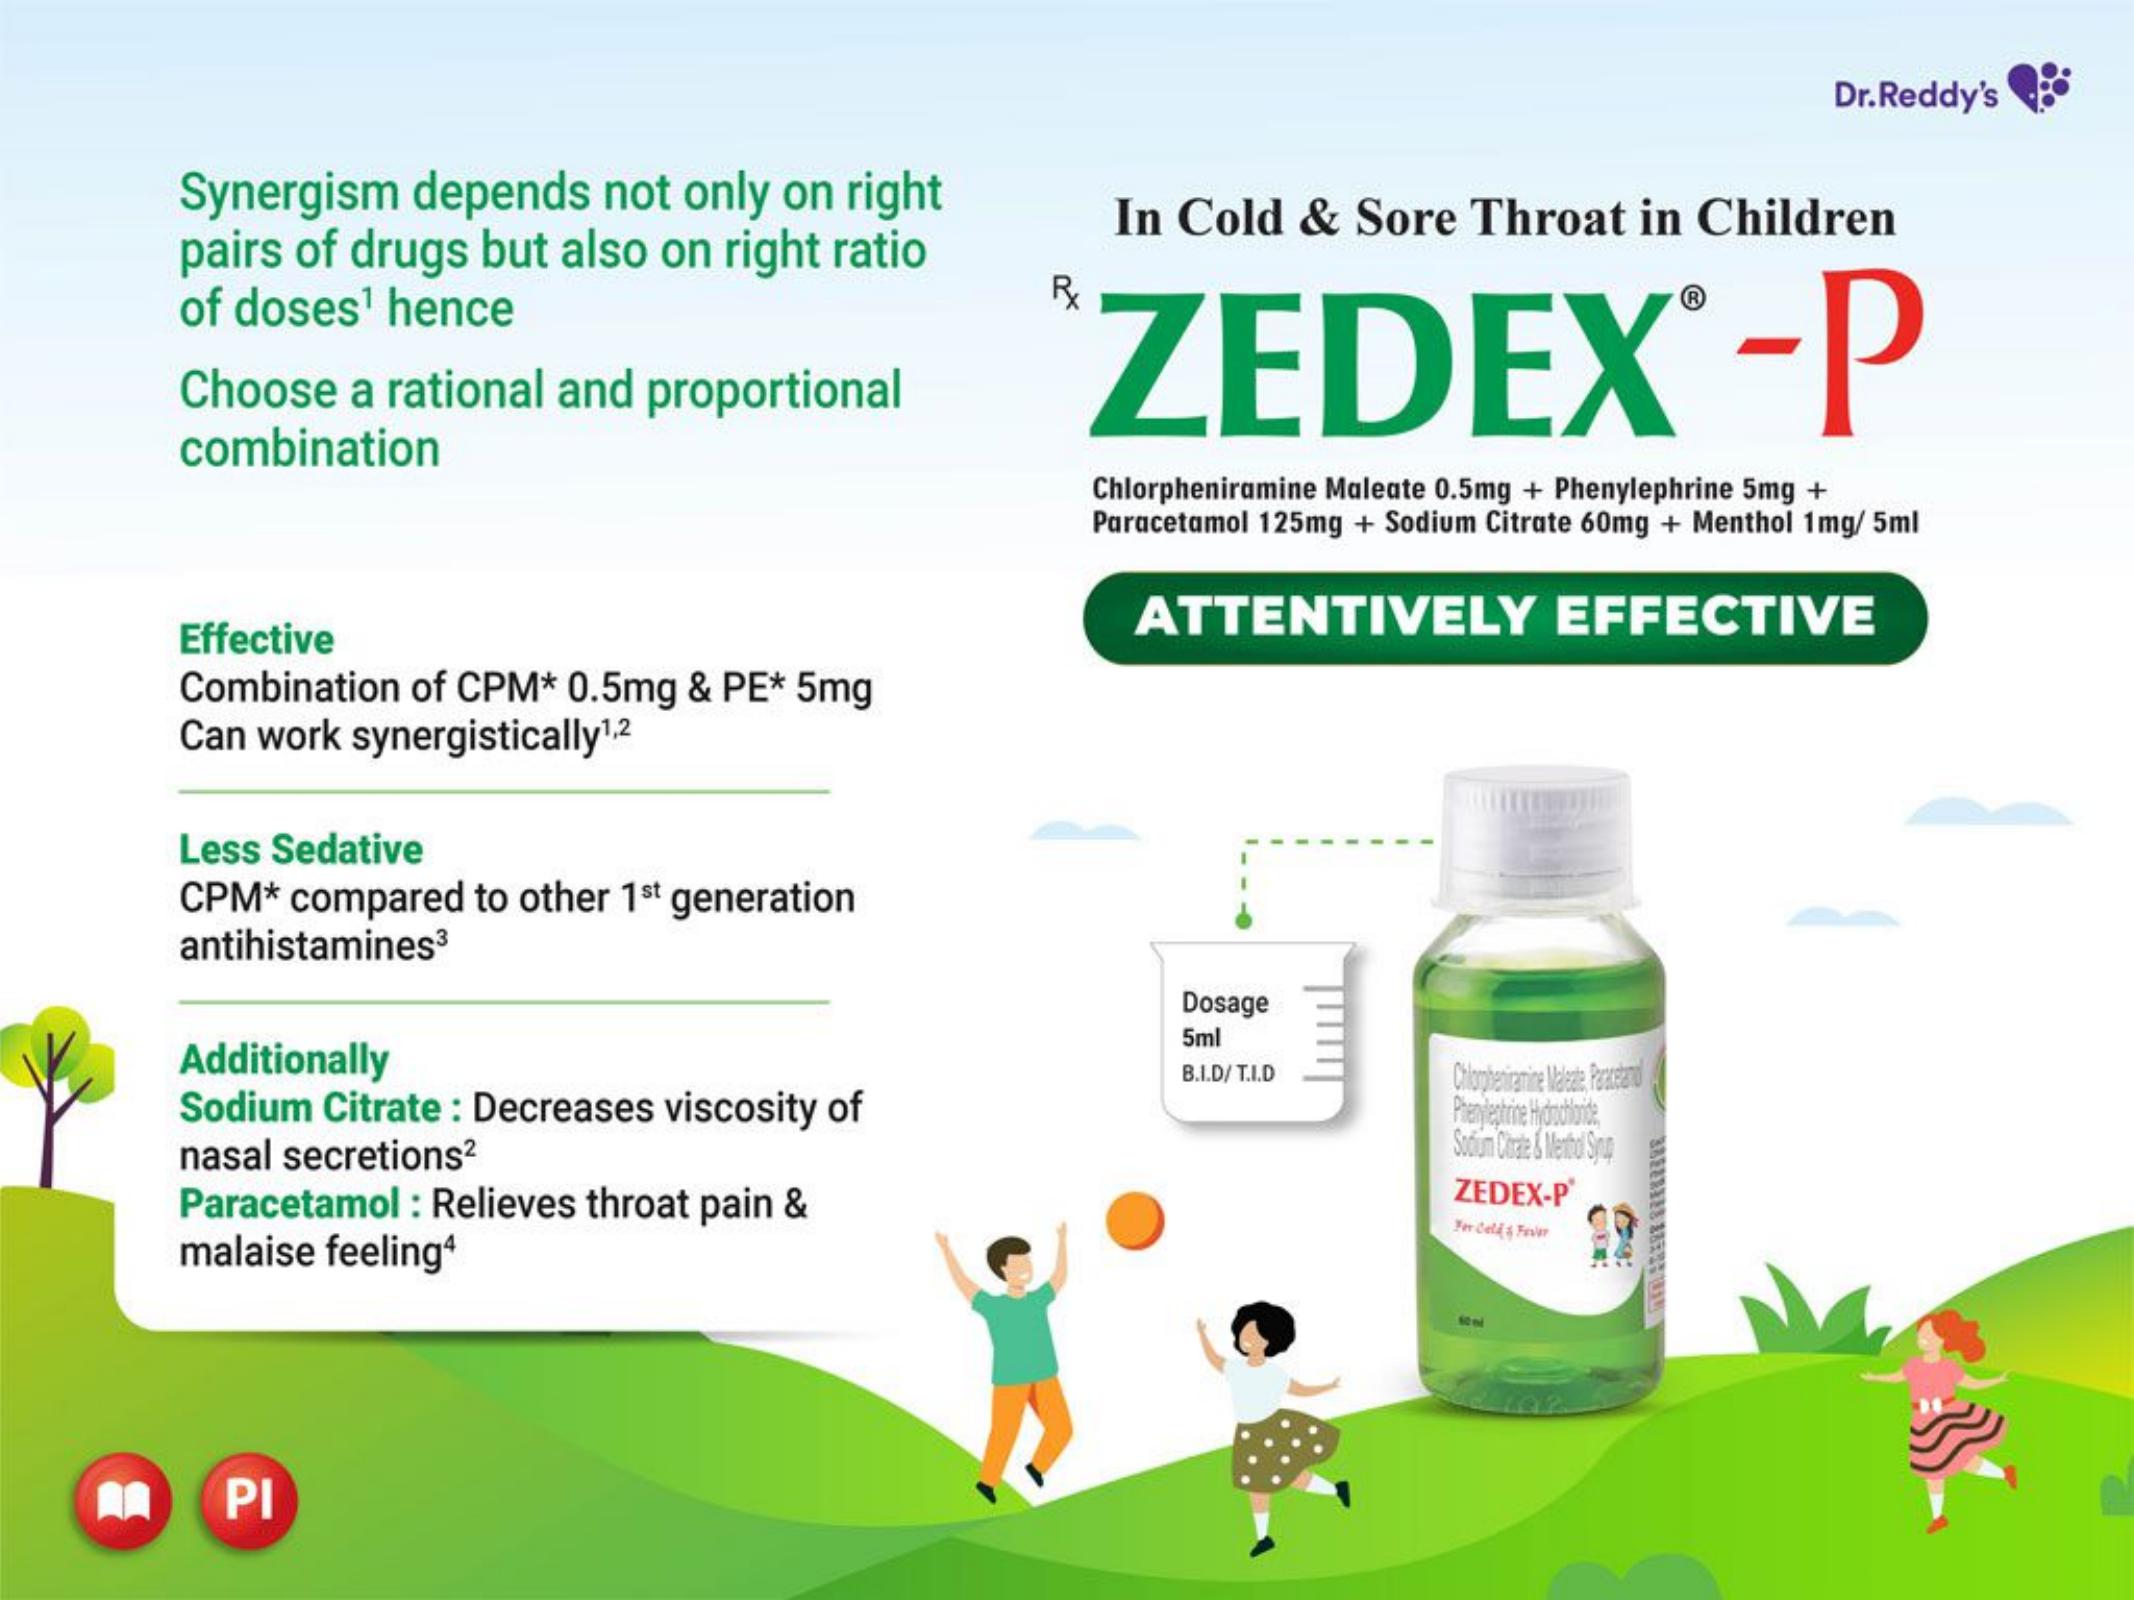 Dr.Reddy's
Synergism depends not only on right
pairs of drugs but also on right ratio
of doses¹ hence
Choose a rational and proportional
combination
Effective
Combination of CPM* 0.5mg & PE* 5mg
Can work synergistically¹,²
Less Sedative
CPM* compared to other 1st generation
antihistamines³
Additionally
Sodium Citrate : Decreases viscosity of
nasal secretions²
Paracetamol : Relieves throat pain &
malaise feeling⁴
PI
In Cold & Sore Throat in Children
Rx ZEDEX® -P
Chlorpheniramine Maleate 0.5mg + Phenylephrine 5mg +
Paracetamol 125mg + Sodium Citrate 60mg + Menthol 1mg/ 5ml
ATTENTIVELY EFFECTIVE
Dosage
5ml
B.I.D/ T.I.D
Chlorpheniramine Maleate, Paracetamol
Phenylephrine Hydrochloride,
Sodium Citrate & Menthol Syrup
ZEDEX-P®
For Cold & Fever
60 ml